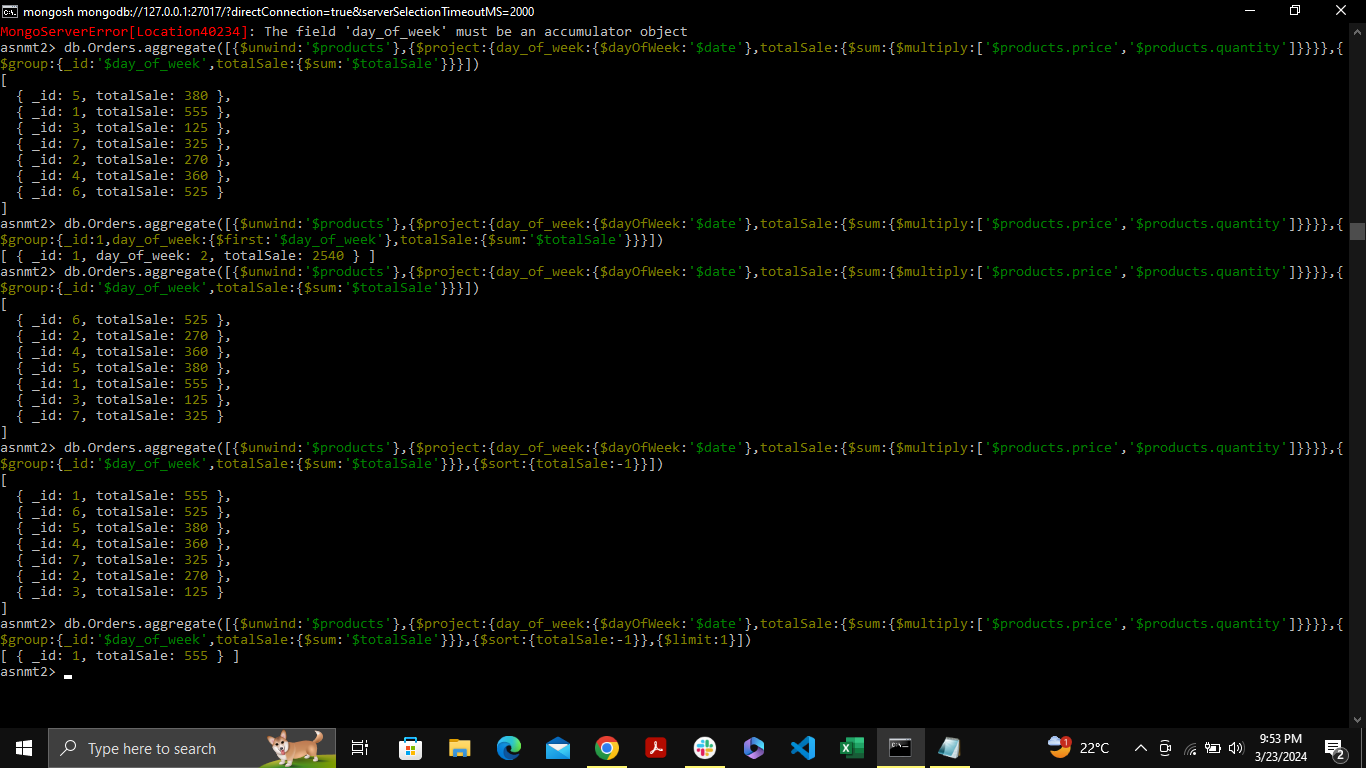 mongosh mongodb://127.0.0.1:27017/?directConnection=true&serverSelectionTimeoutMS=2000
MongoServerError[Location40234]: The field 'day_of_week' must be an accumulator object
asnmt2> db.Orders.aggregate([{$unwind:'$products'},{$project:{day_of_week:{$dayOfWeek:'$date'},totalSale:{$sum:{$multiply:['$products.price','$products.quantity']}}}},{
$group:{_id:'$day_of_week',totalSale:{$sum:'$totalSale'}}}])
[
{ _id: 5, totalSale: 380 },
{ _id: 1, totalSale: 555 },
{ _id: 3, totalSale: 125 },
{ _id: 7, totalSale: 325 },
{ _id: 2, totalSale: 270 },
{ _id: 4, totalSale: 360 },
{ _id: 6, totalSale: 525 }
]
asnmt2> db.Orders.aggregate([{$unwind:'$products'},{$project:{day_of_week:{$dayOfWeek:'$date'},totalSale:{$sum:{$multiply:['$products.price','$products.quantity']}}}},{
$group:{_id:1,day_of_week:{$first:'$day_of_week'},totalSale:{$sum:'$totalSale'}}}])
[ { _id: 1, day_of_week: 2, totalSale: 2540 } ]
asnmt2> db.Orders.aggregate([{$unwind:'$products'},{$project:{day_of_week:{$dayOfWeek:'$date'},totalSale:{$sum:{$multiply:['$products.price','$products.quantity']}}}},{
$group:{_id:'$day_of_week',totalSale:{$sum:'$totalSale'}}}])
[
{ _id: 6, totalSale: 525 },
{ _id: 2, totalSale: 270 },
{ _id: 4, totalSale: 360 },
{ _id: 5, totalSale: 380 },
{ _id: 1, totalSale: 555 },
{ _id: 3, totalSale: 125 },
{ _id: 7, totalSale: 325 }
]
asnmt2> db.Orders.aggregate([{$unwind:'$products'},{$project:{day_of_week:{$dayOfWeek:'$date'},totalSale:{$sum:{$multiply:['$products.price','$products.quantity']}}}},{
$group:{_id:'$day_of_week',totalSale:{$sum:'$totalSale'}}},{$sort:{totalSale:-1}}])
[
{ _id: 1, totalSale: 555 },
{ _id: 6, totalSale: 525 },
{ _id: 5, totalSale: 380 },
{ _id: 4, totalSale: 360 },
{ _id: 7, totalSale: 325 },
{ _id: 2, totalSale: 270 },
{ _id: 3, totalSale: 125 }
]
asnmt2> db.Orders.aggregate([{$unwind:'$products'},{$project:{day_of_week:{$dayOfWeek:'$date'},totalSale:{$sum:{$multiply:['$products.price','$products.quantity']}}}},{
$group:{_id:'$day_of_week',totalSale:{$sum:'$totalSale'}}},{$sort:{totalSale:-1}},{$limit:1}])
[ { _id: 1, totalSale: 555 } ]
asnmt2>
Type here to search
1
22°C
9:53 PM
3/23/2024
2